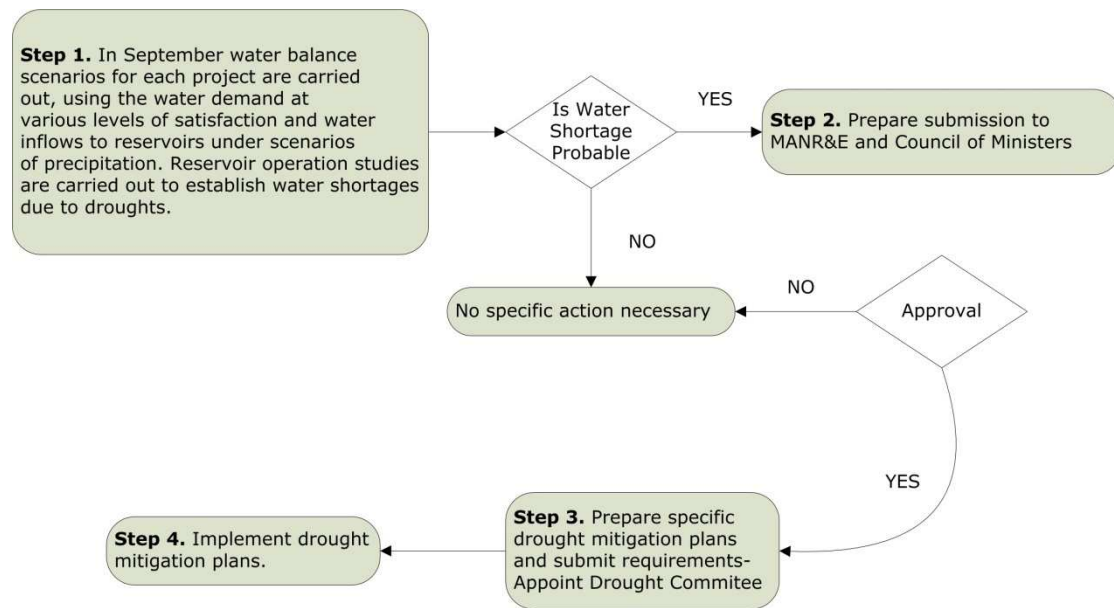 Step 1. In September water balance
scenarios for each project are carried
out, using the water demand at
various levels of satisfaction and water
inflows to reservoirs under scenarios
of precipitation. Reservoir operation studies
are carried out to establish water shortages
due to droughts.
Is Water
Shortage
Probable
YES
Step 2. Prepare submission to
MANR&E and Council of Ministers
NO
No specific action necessary
NO
Approval
YES
Step 3. Prepare specific
drought mitigation plans
and submit requirements-
Appoint Drought Commitee
Step 4. Implement drought
mitigation plans.